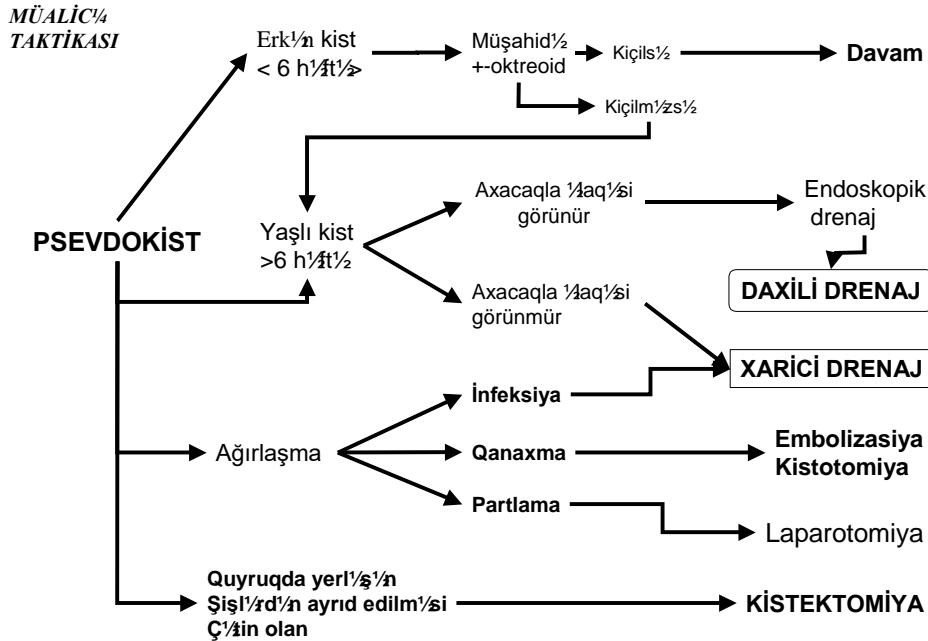 MÜALİC¼
TAKTİKASI
Erk½n kist
< 6 h½ft½>
Müşahid½
+-oktreoid
Kiçils½
Davam
Kiçilm½zs½
PSEVDOKİST
Yaşlı kist
>6 h½ft½
Axacaqla ½laq½si
görünür
Endoskopik
drenaj
DAXİLİ DRENAJ
Axacaqla ½laq½si
görünmür
XARİCİ DRENAJ
Ağırlaşma
İnfeksiya
Qanaxma
Embolizasiya
Kistotomiya
Partlama
Laparotomiya
Quyruqda yerl½ş½n
Şişl½rd½n ayrıd edilm½si
Ç½tin olan
KİSTEKTOMİYA